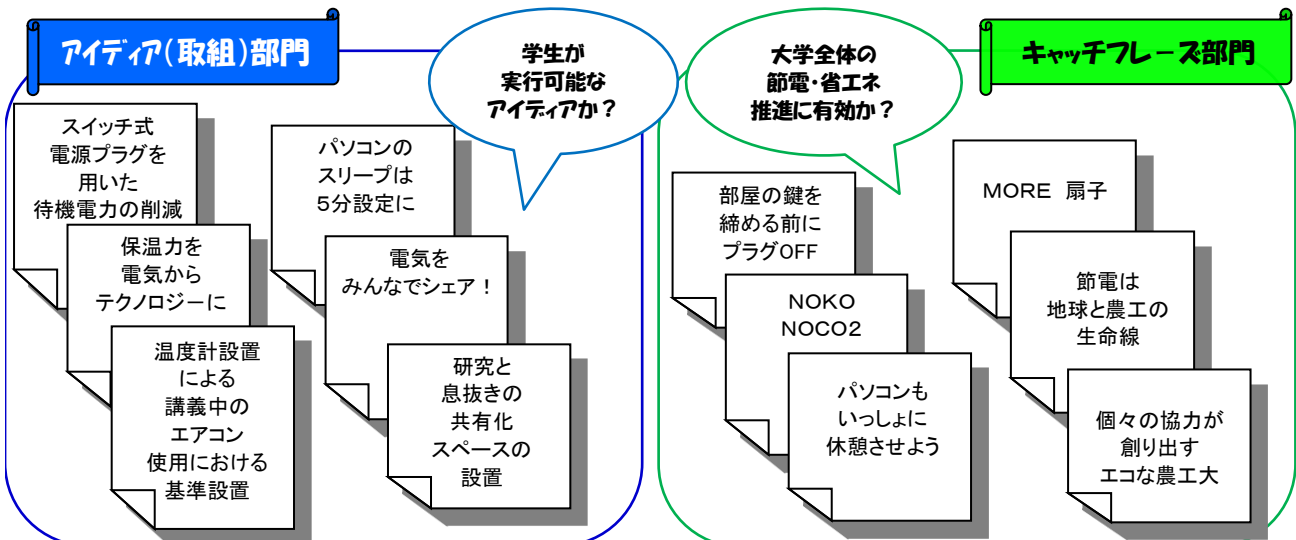 アイディア(取組)部門
学生が
実行可能な
アイディアか？
スイッチ式
電源プラグを
用いた
待機電力の削減
保温力を
電気から
テクノロジーに
温度計設置
による
講義中の
エアコン
使用における
基準設置
パソコンの
スリープは
５分設定に
電気を
みんなでシェア！
研究と
息抜きの
共有化
スペースの
設置
大学全体の
節電・省エネ
推進に有効か？
キャッチフレーズ部門
部屋の鍵を
締める前に
プラグOFF
ＮＯＫＯ
ＮＯＣＯ２
パソコンも
いっしょに
休憩させよう
ＭＯＲＥ　扇子
節電は
地球と農工の
生命線
個々の協力が
創り出す
エコな農工大